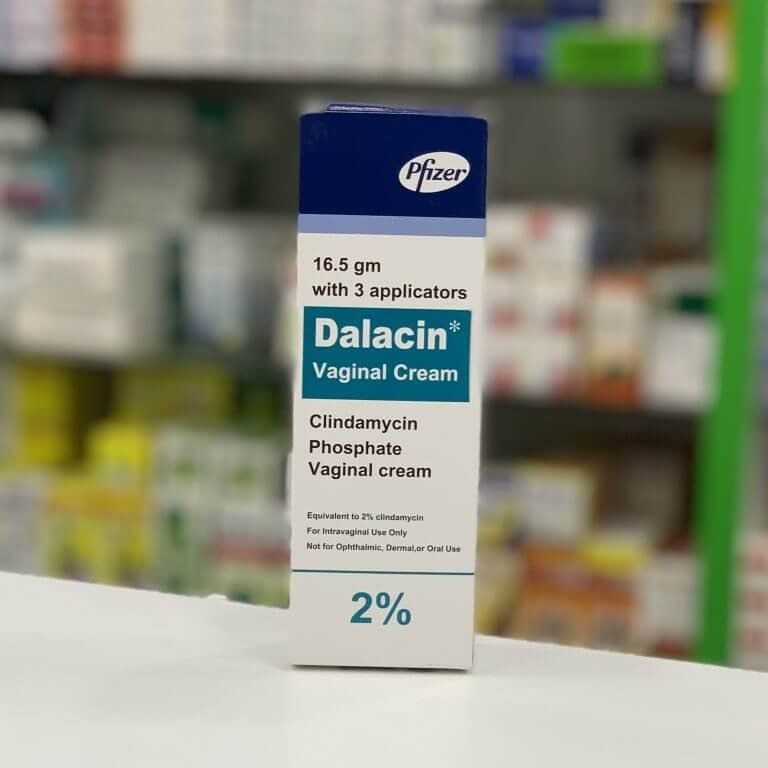 Pfizer
16.5 gm
with 3 applicators
Dalacin*
Vaginal Cream
Clindamycin
Phosphate
Vaginal cream
Equivalent to 2% clindamycin
For Intravaginal Use Only
Not for Ophthaimic, Dermal,or Oral Use
2%